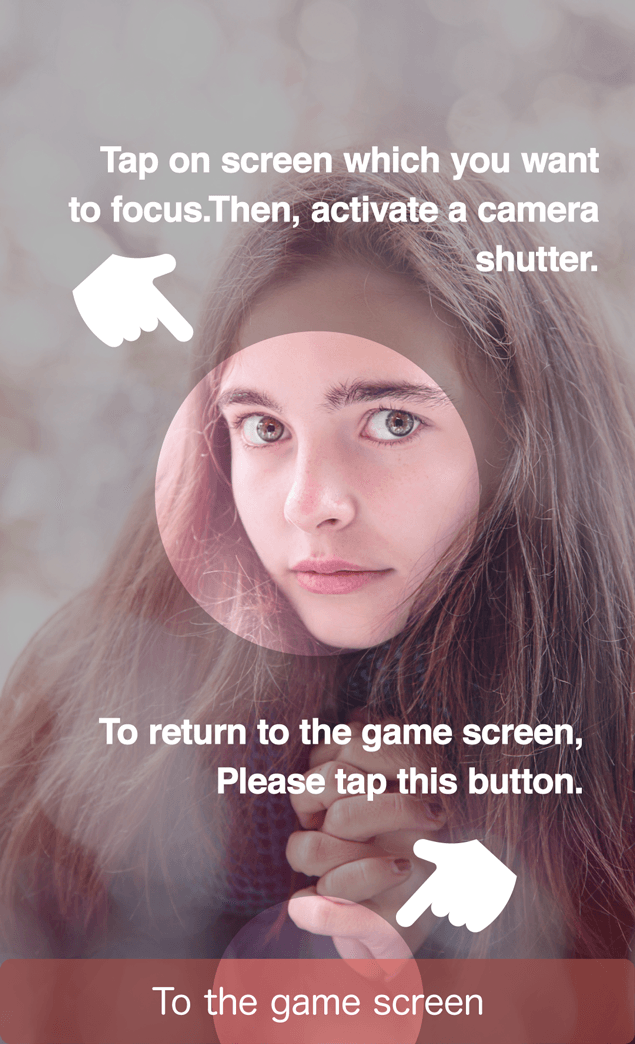 Tap on screen which you want
to focus.Then, activate a camera
shutter.
To return to the game screen,
Please tap this button.
To the game screen